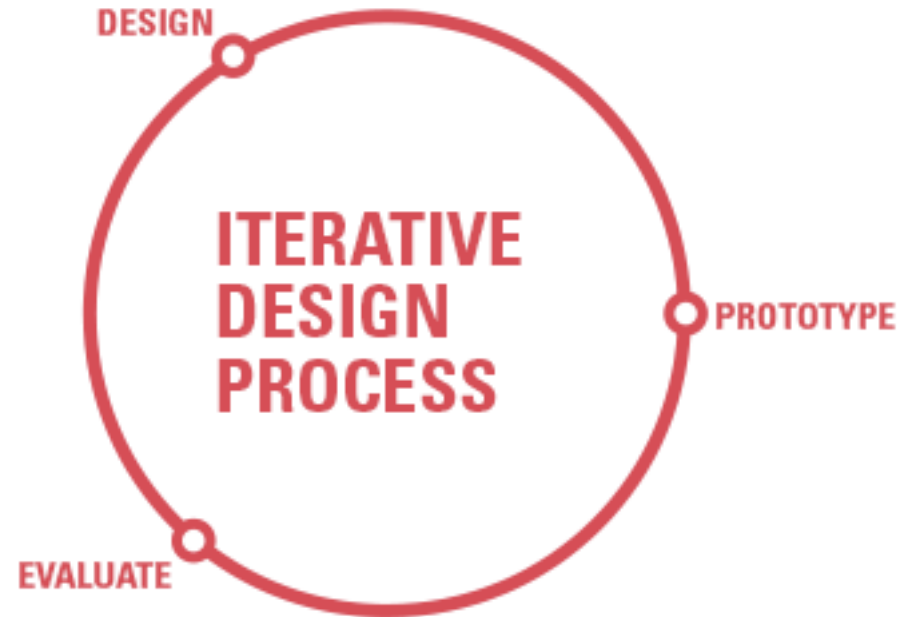 DESIGN
ITERATIVE
DESIGN
PROCESS
PROTOTYPE
EVALUATE